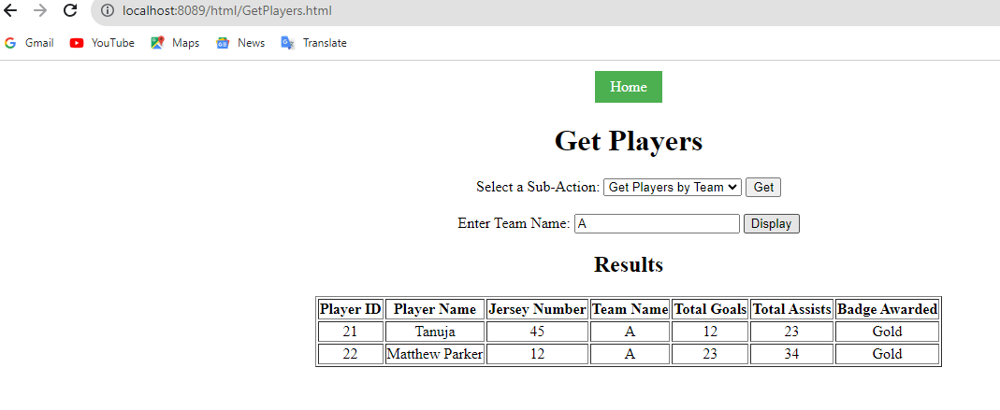 localhost:8089/html/GetPlayers.html
Gmail YouTube Maps News Translate
Home
Get Players
Select a Sub-Action: Get Players by Team Get
Enter Team Name: A Display
Results
Player ID Player Name Jersey Number Team Name Total Goals Total Assists Badge Awarded
21 Tanuja 45 A 12 23 Gold
22 Matthew Parker 12 A 23 34 Gold